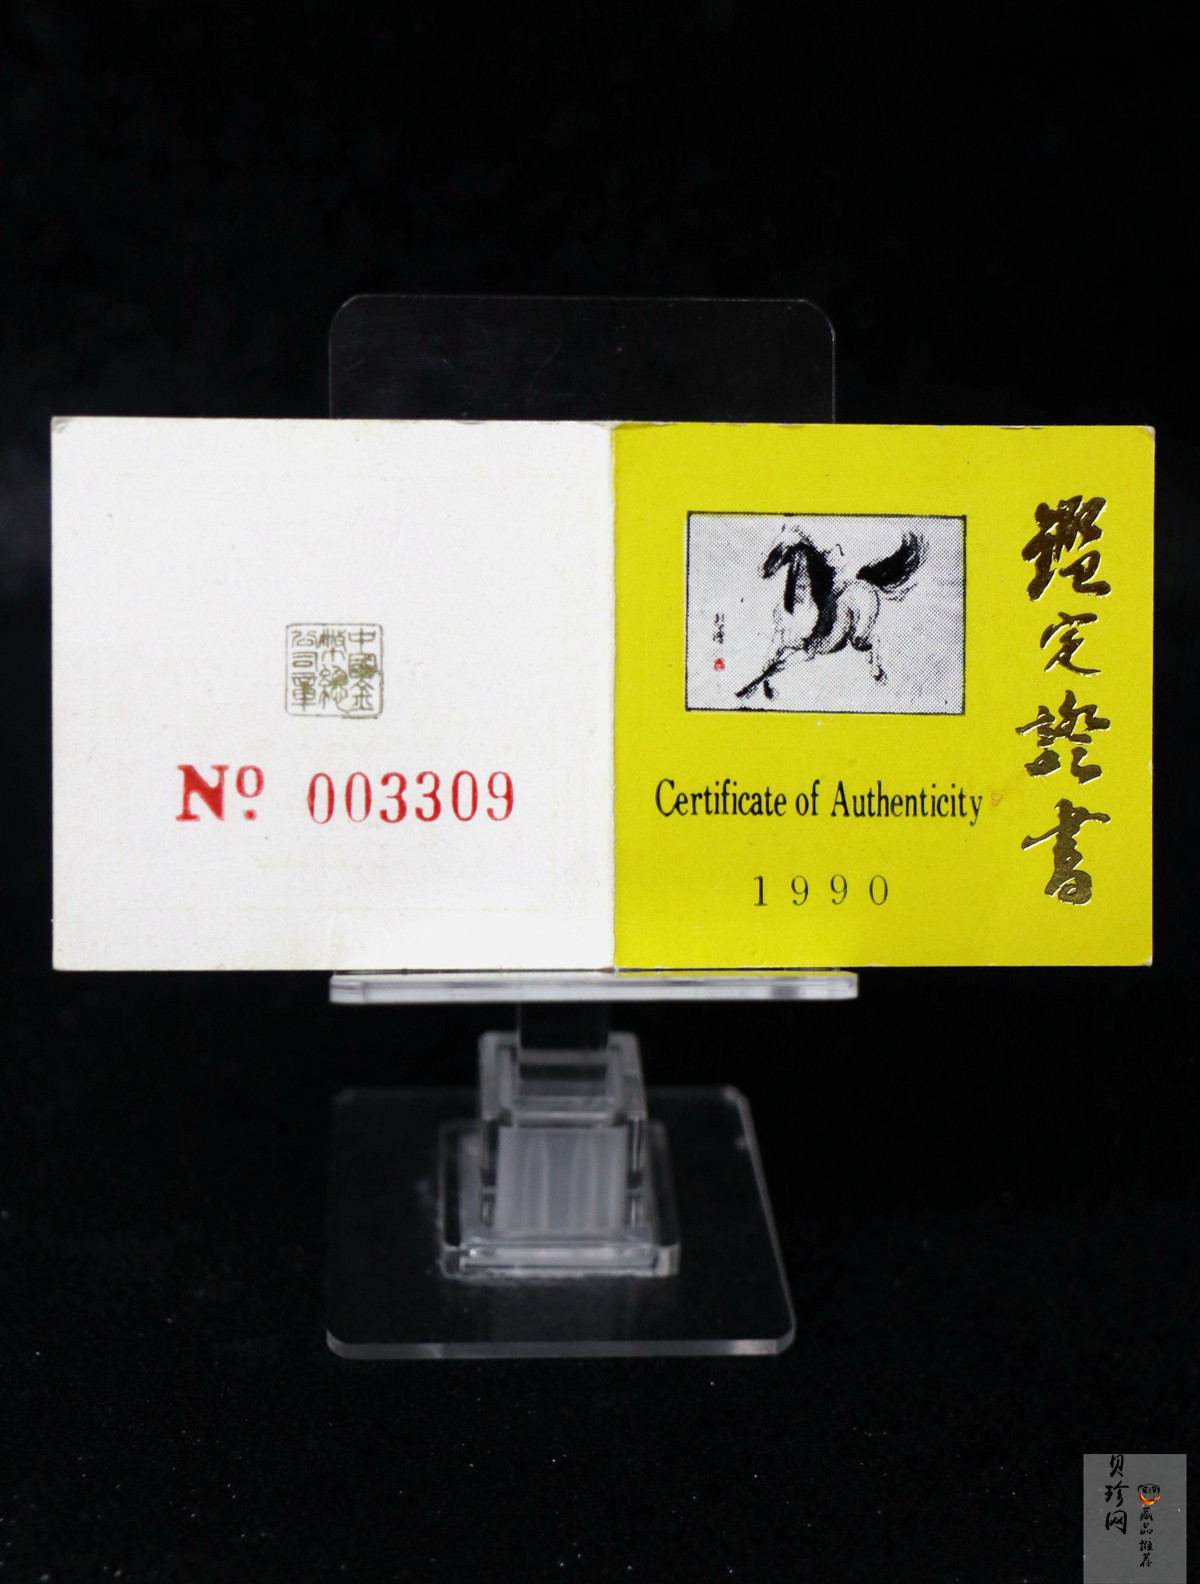 中國金
幣總
公司章
No. 003309
鑑定證書
Certificate of Authenticity
1990
贝珍网
藏品推荐